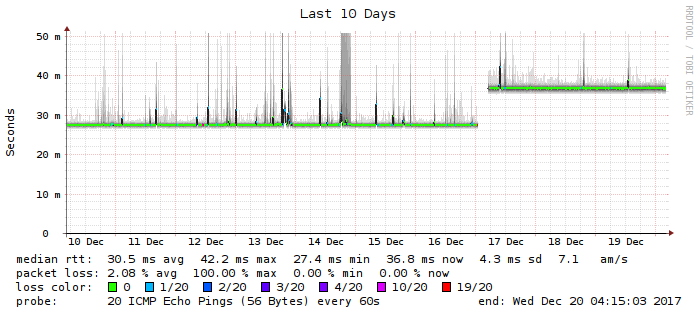 Last 10 Days
RRDTOOL / TOBI OETIKER
Seconds
50 m
40 m
30 m
20 m
10 m
0
10 Dec 11 Dec 12 Dec 13 Dec 14 Dec 15 Dec 16 Dec 17 Dec 18 Dec 19 Dec
median rtt: 30.5 ms avg 42.2 ms max 27.4 ms min 36.8 ms now 4.3 ms sd 7.1 am/s
packet loss: 2.08 % avg 100.00 % max 0.00 % min 0.00 % now
loss color: 0 1/20 2/20 3/20 4/20 10/20 19/20
probe: 20 ICMP Echo Pings (56 Bytes) every 60s end: Wed Dec 20 04:15:03 2017